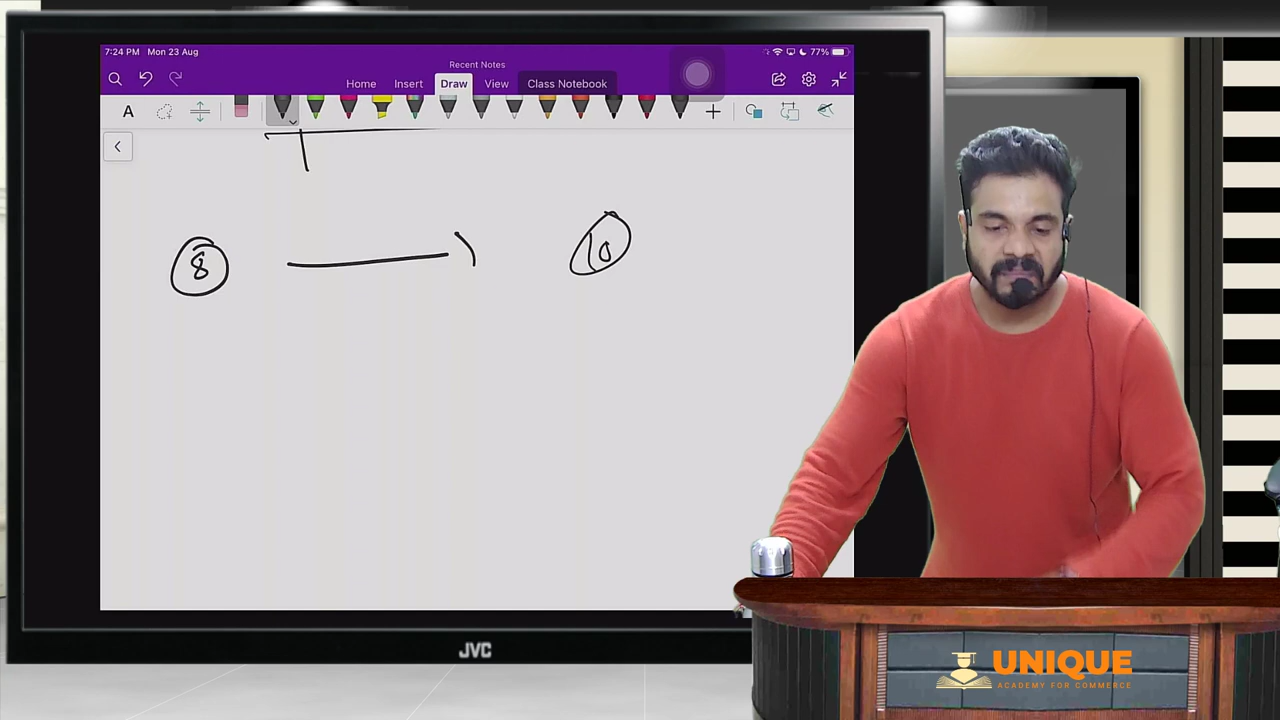 7:24 PM Mon 23 Aug
77%
Recent Notes
Home Insert Draw View Class Notebook
A
8
10
JVC
UNIQUE
ACADEMY FOR COMMERCE